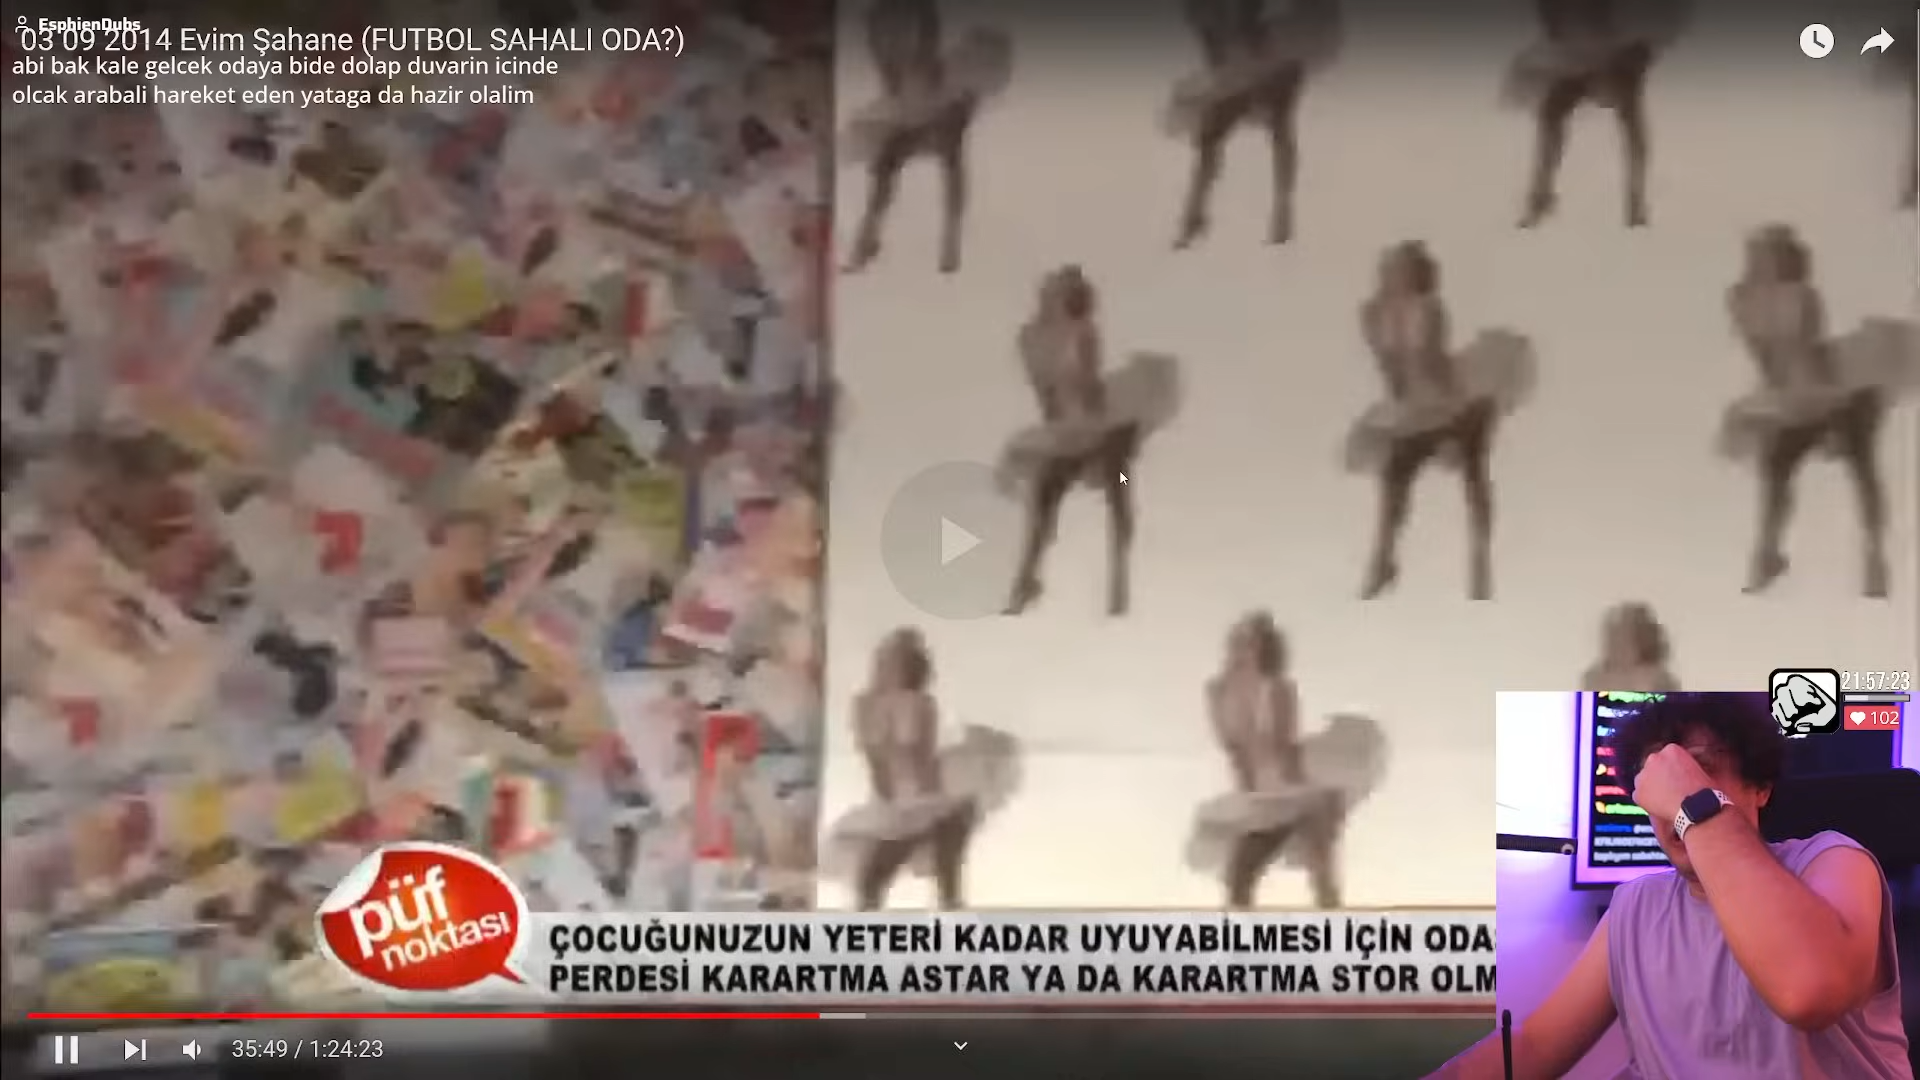 EsphienDubs
03 09 2014 Evim Şahane (FUTBOL SAHALI ODA?)
abi bak kale gelcek odaya bide dolap duvarin icinde
olcak arabali hareket eden yataga da hazir olalim
21:57:23
102
püf
noktası
ÇOCUĞUNUZUN YETERİ KADAR UYUYABİLMESİ İÇİN ODA
PERDESİ KARARTMA ASTAR YA DA KARARTMA STOR OLM
35:49 / 1:24:23